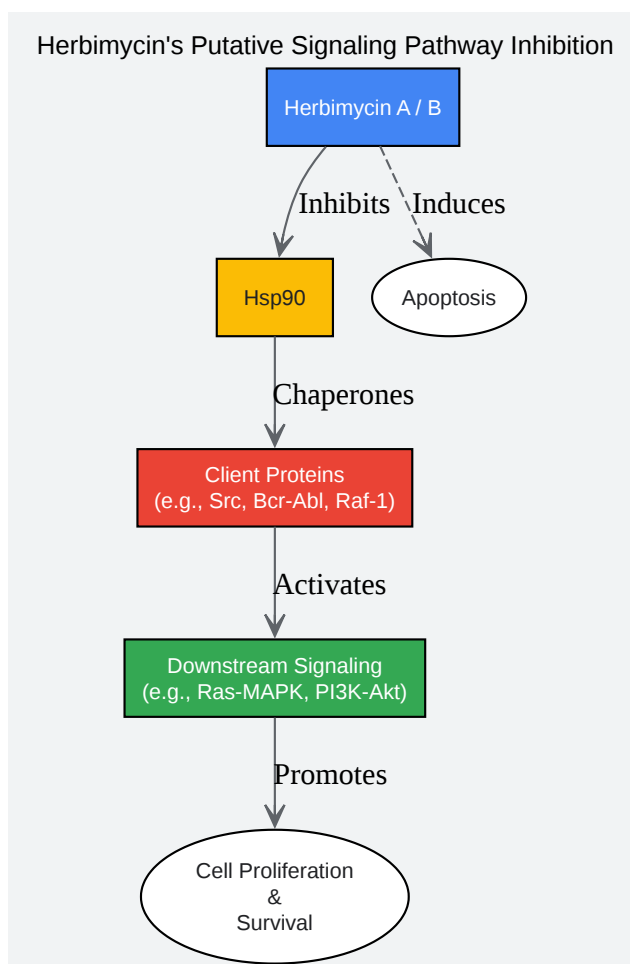 Herbimycin's Putative Signaling Pathway Inhibition
Herbimycin A / B
Inhibits
Induces
Hsp90
Apoptosis
Chaperones
Client Proteins
(e.g., Src, Bcr-Abl, Raf-1)
Activates
Downstream Signaling
(e.g., Ras-MAPK, PI3K-Akt)
Promotes
Cell Proliferation
&
Survival